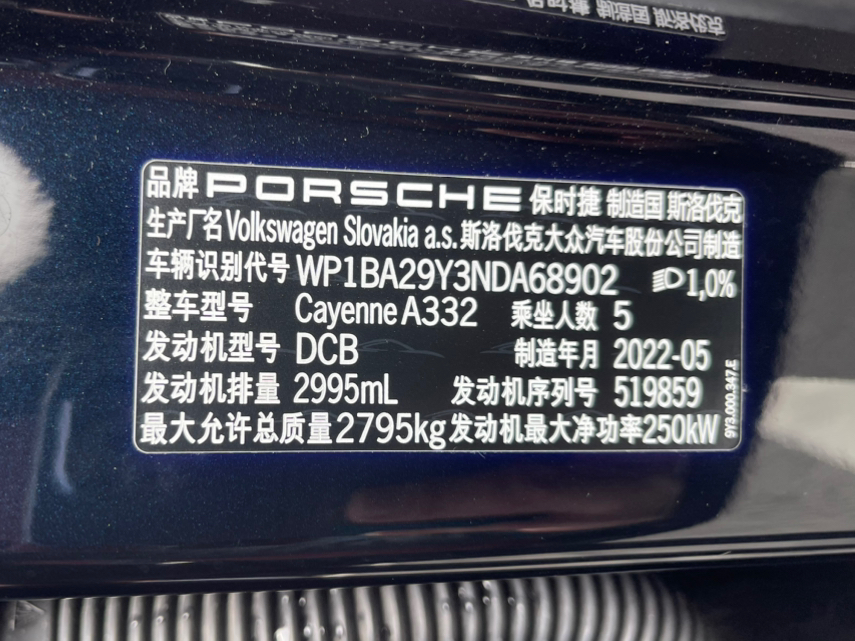 品牌 PORSCHE 保时捷 制造国 斯洛伐克
生产厂名 Volkswagen Slovakia a.s. 斯洛伐克大众汽车股份公司制造
车辆识别代号 WP1BA29Y3NDA68902 1,0%
整车型号 Cayenne A332 乘坐人数 5
发动机型号 DCB 制造年月 2022-05
发动机排量 2995mL 发动机序列号 519859
最大允许总质量 2795kg 发动机最大净功率 250kW
9Y3.000.347.E